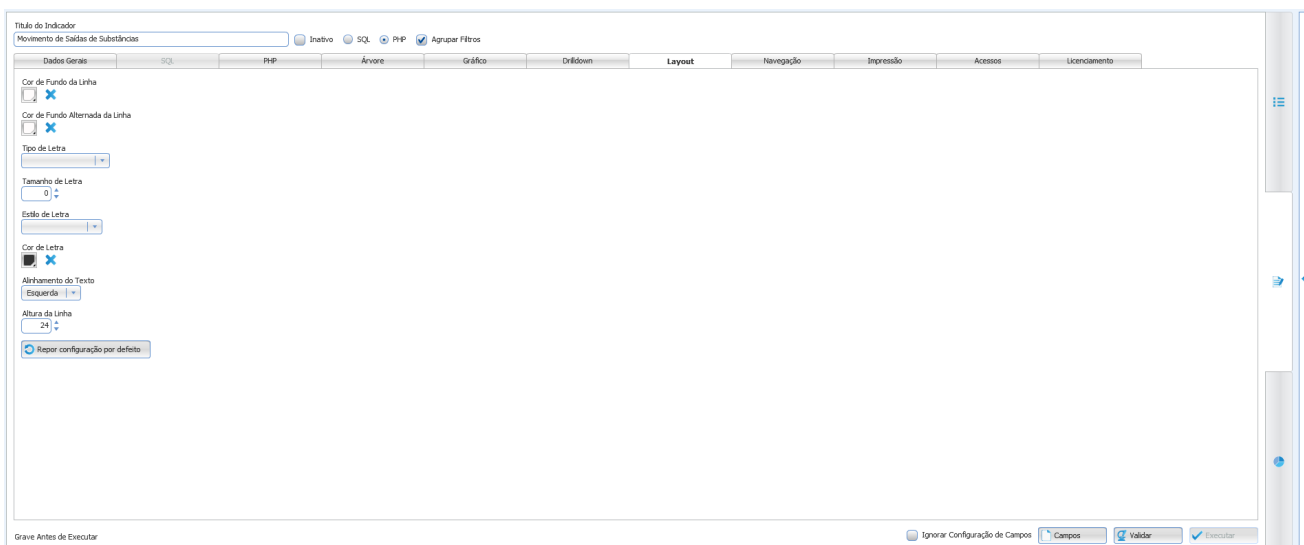 Titulo do Indicador
Movimento de Saídas de Substâncias
Inativo SQL PHP Agrupar Filtros
Dados Gerais SQL PHP Árvore Gráfico Drilldown Layout Navegação Impressão Acessos Licenciamento
Cor de Fundo da Linha
Cor de Fundo Alternada da Linha
Tipo de Letra
Tamanho de Letra
0
Estilo de Letra
Cor de Letra
Alinhamento do Texto
Esquerda
Altura da Linha
24
Repor configuração por defeito
Grave Antes de Executar
Ignorar Configuração de Campos Campos Validar Executar